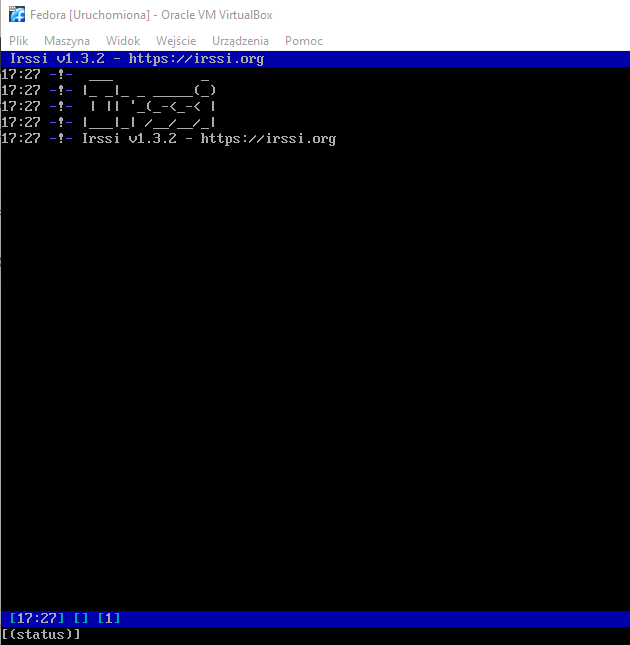 Fedora [Uruchomiona] - Oracle VM VirtualBox
Plik Maszyna Widok Wejście Urządzenia Pomoc
Irssi v1.3.2 - https://irssi.org
17:27 -!-  ___           _
17:27 -!- |_ _|_ _ _____(_)
17:27 -!-  | || '_(_-<_-< |
17:27 -!- |___|_| /__/__/_|
17:27 -!- Irssi v1.3.2 - https://irssi.org
[17:27] [] [1]
[(status)]